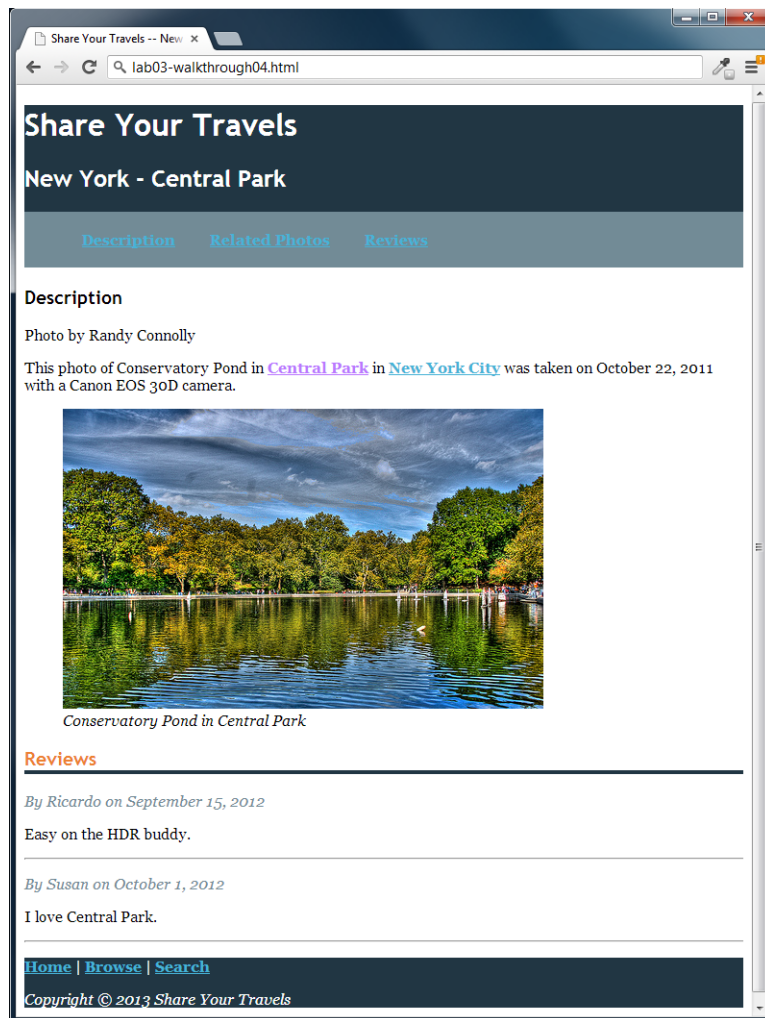 Share Your Travels -- New
lab03-walkthrough04.html
Share Your Travels
New York - Central Park
Description Related Photos Reviews
Description
Photo by Randy Connolly
This photo of Conservatory Pond in Central Park in New York City was taken on October 22, 2011
with a Canon EOS 30D camera.
Conservatory Pond in Central Park
Reviews
By Ricardo on September 15, 2012
Easy on the HDR buddy.
By Susan on October 1, 2012
I love Central Park.
Home | Browse | Search
Copyright © 2013 Share Your Travels